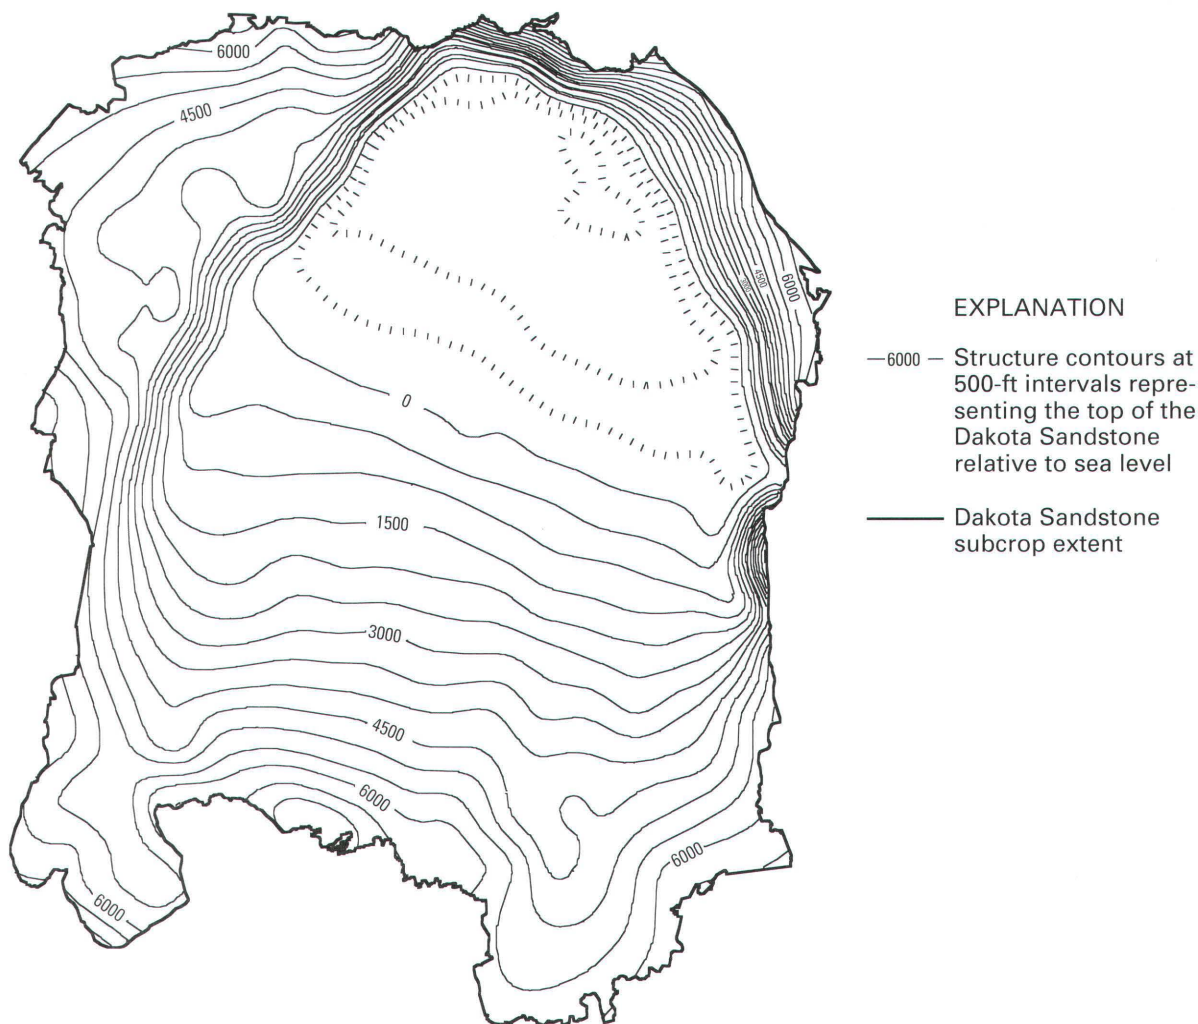 6000
4500
3000
4500
6000
0
1500
3000
4500
6000
6000
6000
EXPLANATION
—6000— Structure contours at
500-ft intervals repre-
senting the top of the
Dakota Sandstone
relative to sea level
Dakota Sandstone
subcrop extent